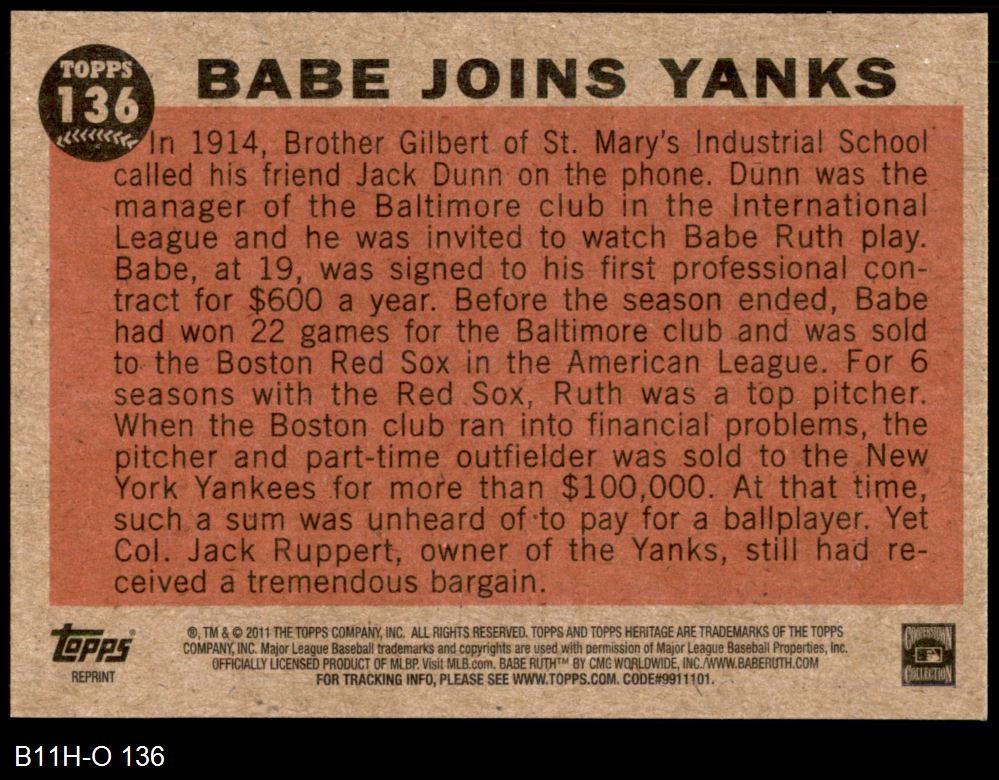 TOPPS
136
BABE JOINS YANKS
In 1914, Brother Gilbert of St. Mary's Industrial School
called his friend Jack Dunn on the phone. Dunn was the
manager of the Baltimore club in the International
League and he was invited to watch Babe Ruth play.
Babe, at 19, was signed to his first professional con-
tract for $600 a year. Before the season ended, Babe
had won 22 games for the Baltimore club and was sold
to the Boston Red Sox in the American League. For 6
seasons with the Red Sox, Ruth was a top pitcher.
When the Boston club ran into financial problems, the
pitcher and part-time outfielder was sold to the New
York Yankees for more than $100,000. At that time,
such a sum was unheard of to pay for a ballplayer. Yet
Col. Jack Ruppert, owner of the Yanks, still had re-
ceived a tremendous bargain.
topps®
REPRINT
®, TM & © 2011 THE TOPPS COMPANY, INC. ALL RIGHTS RESERVED. TOPPS AND TOPPS HERITAGE ARE TRADEMARKS OF THE TOPPS
COMPANY, INC. Major League Baseball trademarks and copyrights are used with permission of Major League Baseball Properties, Inc.
OFFICIALLY LICENSED PRODUCT OF MLBP. Visit MLB.com. BABE RUTH™ BY CMG WORLDWIDE, INC./WWW.BABERUTH.COM
FOR TRACKING INFO, PLEASE SEE WWW.TOPPS.COM. CODE#9911101.
COOPERSTOWN
COLLECTION
B11H-O 136